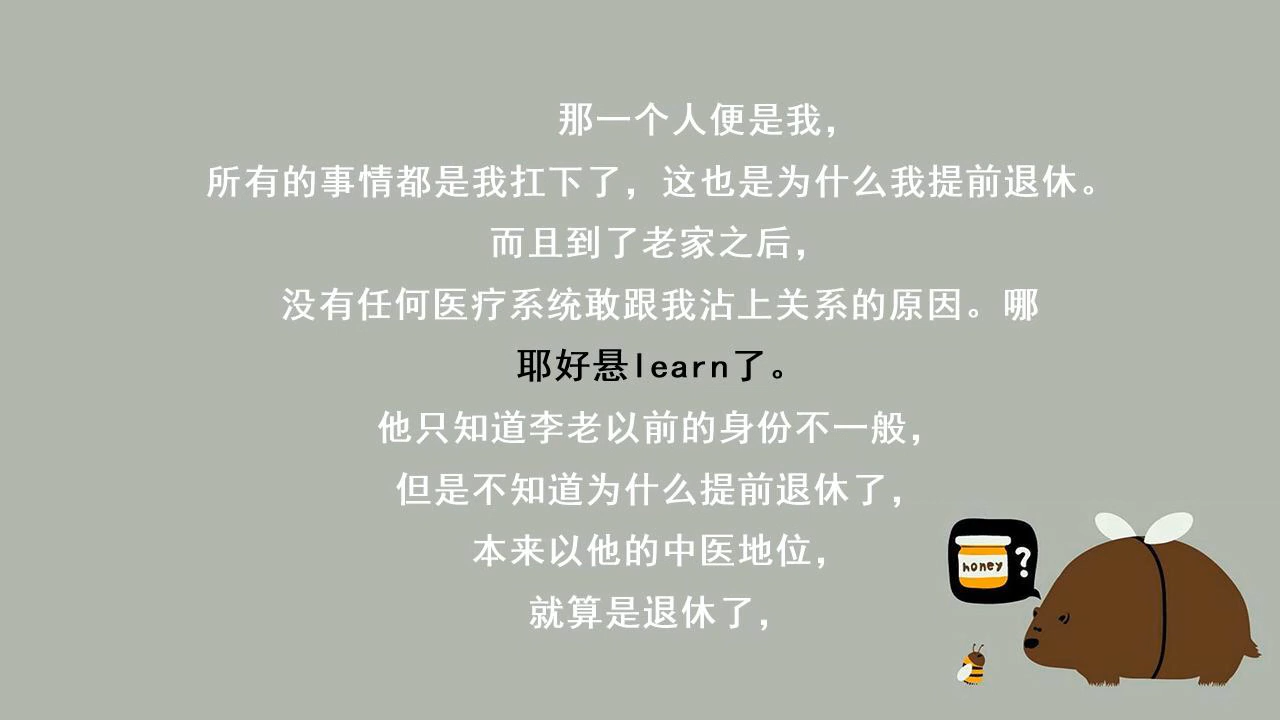 那一个人便是我，
所有的事情都是我扛下了，这也是为什么我提前退休。
而且到了老家之后，
没有任何医疗系统敢跟我沾上关系的原因。哪
耶好悬learn了。
他只知道李老以前的身份不一般，
但是不知道为什么提前退休了，
本来以他的中医地位，
就算是退休了，
honey
?